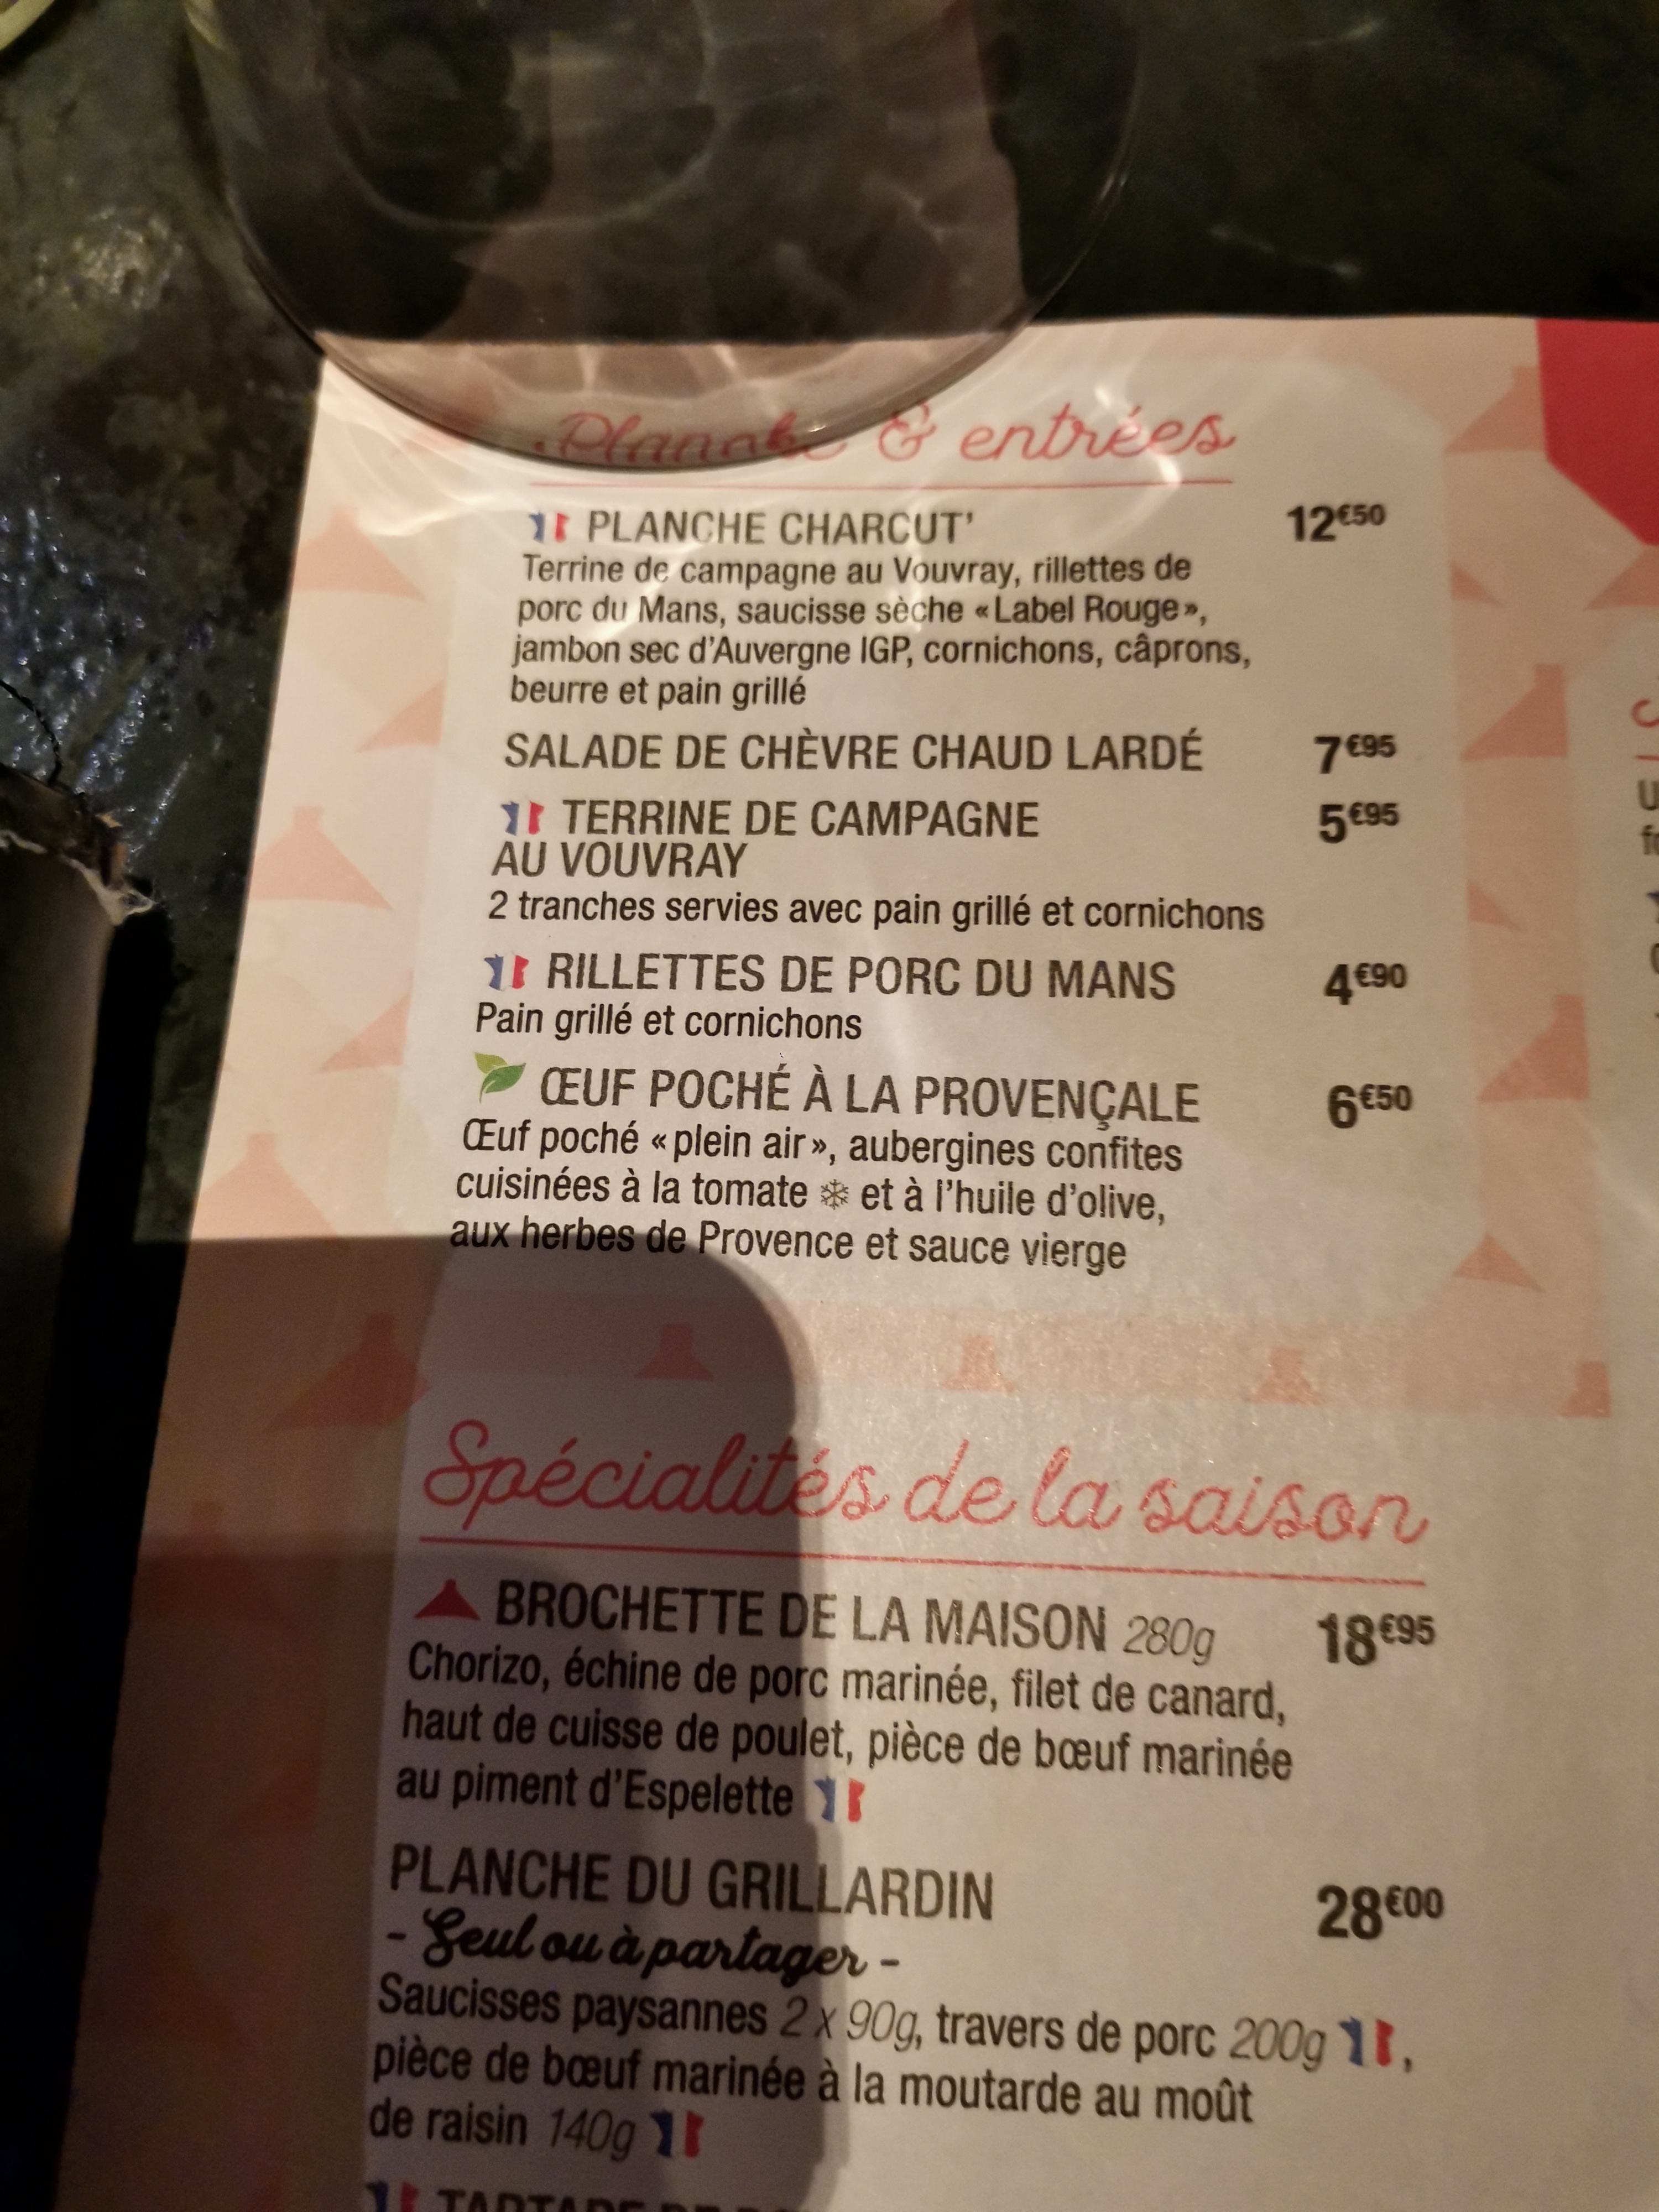 Planche & entrées
PLANCHE CHARCUT' 12€50
Terrine de campagne au Vouvray, rillettes de
porc du Mans, saucisse sèche «Label Rouge»,
jambon sec d'Auvergne IGP, cornichons, câprons,
beurre et pain grillé
SALADE DE CHÈVRE CHAUD LARDÉ 7€95
TERRINE DE CAMPAGNE 5€95
AU VOUVRAY
2 tranches servies avec pain grillé et cornichons
RILLETTES DE PORC DU MANS 4€90
Pain grillé et cornichons
ŒUF POCHÉ À LA PROVENÇALE 6€50
Œuf poché «plein air», aubergines confites
cuisinées à la tomate ❄ et à l'huile d'olive,
aux herbes de Provence et sauce vierge
Spécialités de la saison
BROCHETTE DE LA MAISON 280g 18€95
Chorizo, échine de porc marinée, filet de canard,
haut de cuisse de poulet, pièce de bœuf marinée
au piment d'Espelette
PLANCHE DU GRILLARDIN 28€00
- Seul ou à partager -
Saucisses paysannes 2 x 90g, travers de porc 200g,
pièce de bœuf marinée à la moutarde au moût
de raisin 140g
TARTARE DE